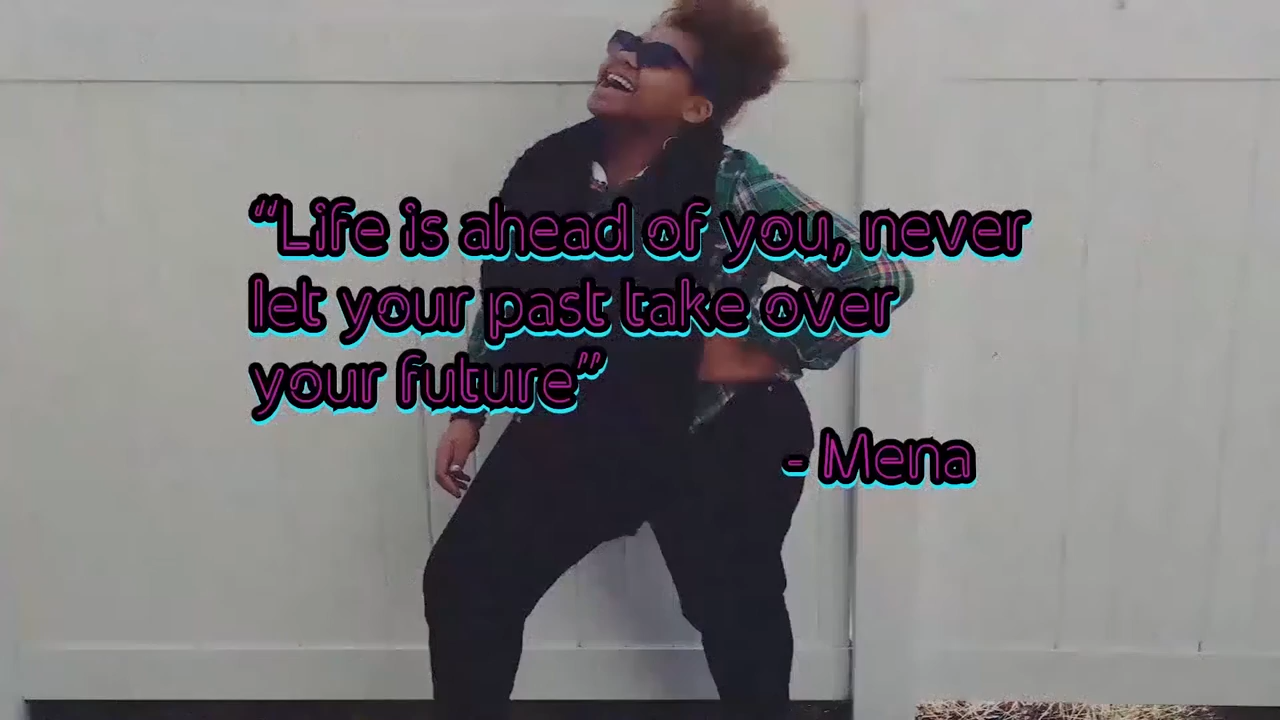 “Life is ahead of you, never
let your past take over
your future”
- Mena